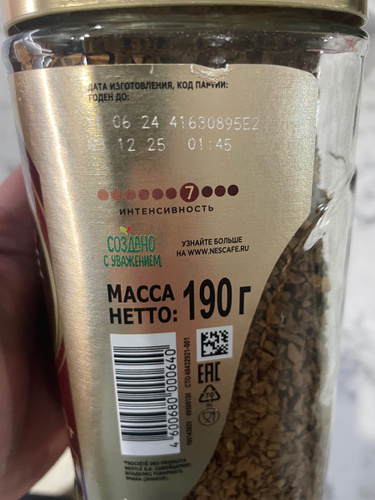 ДАТА ИЗГОТОВЛЕНИЯ, КОД ПАРТИИ:
ГОДЕН ДО:
06 24 41630895E2
12 25 01:45
7
ИНТЕНСИВНОСТЬ
СОЗДАНО
С УВАЖЕНИЕМ
УЗНАЙТЕ БОЛЬШЕ
НА WWW.NESCAFE.RU
МАССА
НЕТТО: 190 г
EAC
70
4 600680 000640